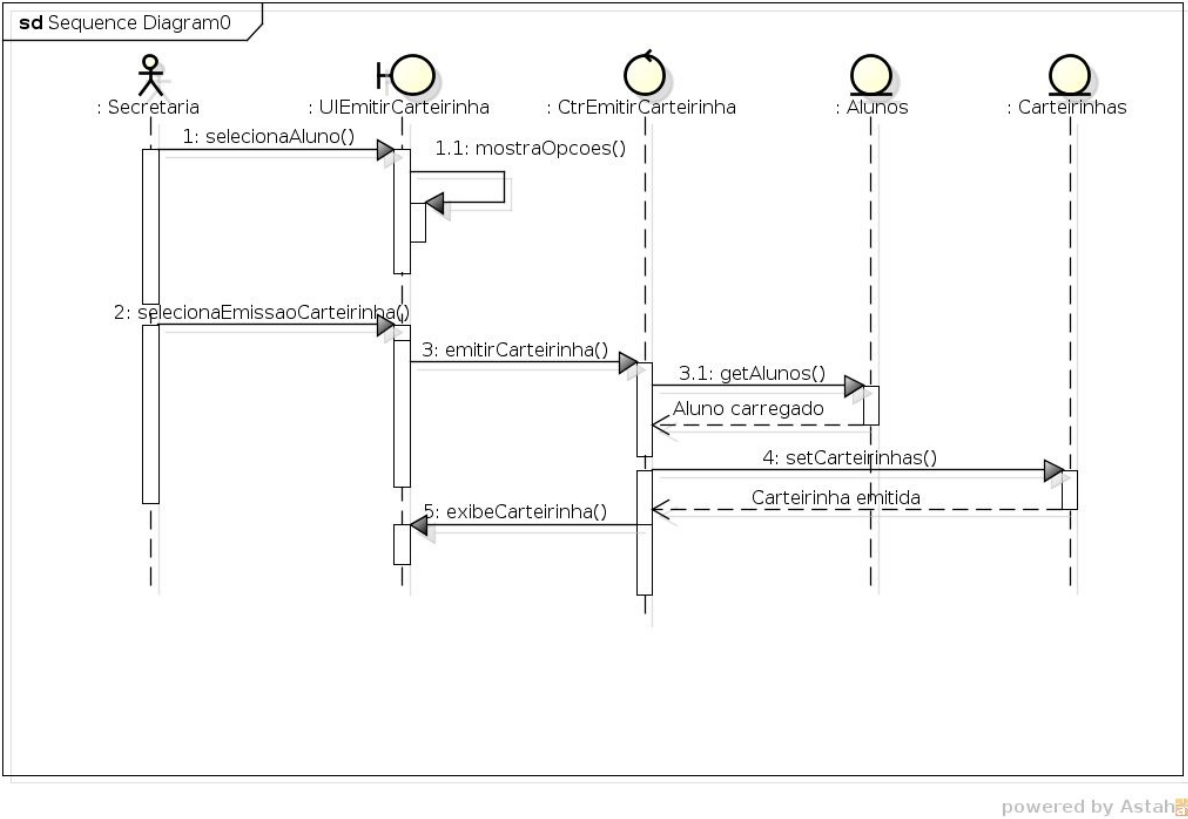 sd Sequence Diagram0
: Secretaria
: UIEmitirCarteirinha
: CtrEmitirCarteirinha
: Alunos
: Carteirinhas
1: selecionaAluno()
1.1: mostraOpcoes()
2: selecionaEmissaoCarteirinha()
3: emitirCarteirinha()
3.1: getAlunos()
Aluno carregado
4: setCarteirinhas()
Carteirinha emitida
5: exibeCarteirinha()
powered by Astah